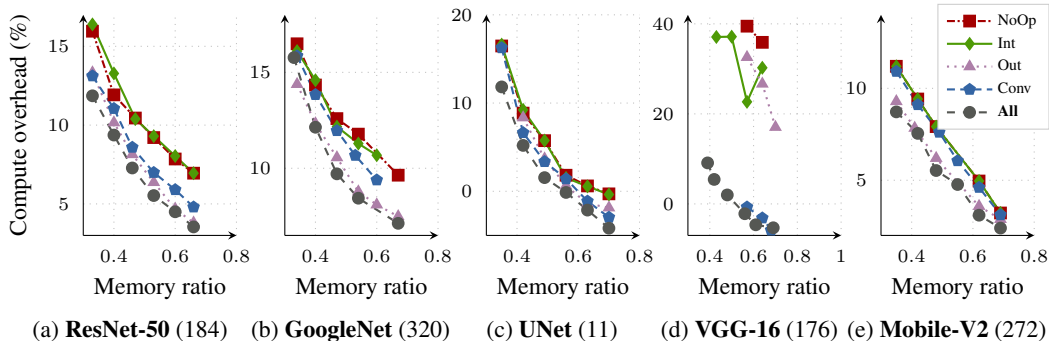 Compute overhead (%)
15
10
5
0.4
0.6
0.8
Memory ratio
(a) ResNet-50 (184)
15
10
0.4
0.6
0.8
Memory ratio
(b) GoogleNet (320)
20
10
0
0.4
0.6
0.8
Memory ratio
(c) UNet (11)
40
20
0
0.4
0.6
0.8
1
Memory ratio
(d) VGG-16 (176)
10
5
0.4
0.6
0.8
Memory ratio
(e) Mobile-V2 (272)
NoOp
Int
Out
Conv
All